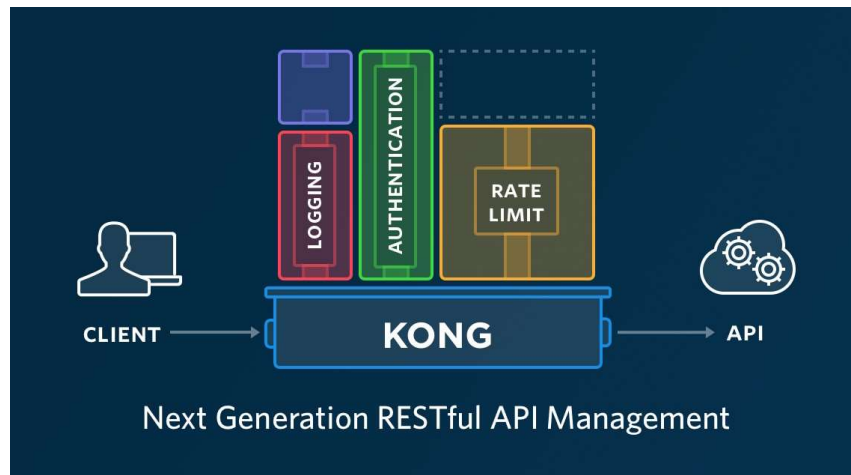 LOGGING
AUTHENTICATION
RATE
LIMIT
CLIENT
KONG
API
Next Generation RESTful API Management